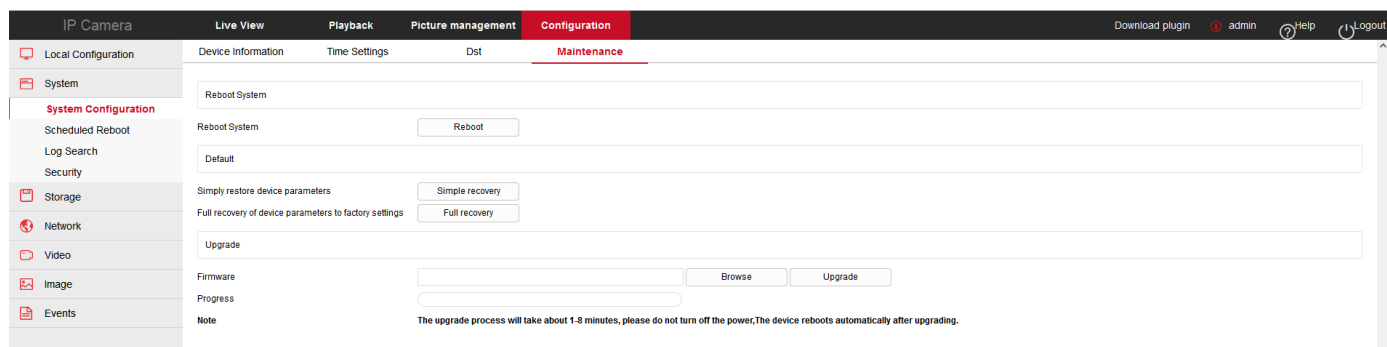 IP Camera Live View Playback Picture management Configuration Download plugin admin Help Logout
Local Configuration Device Information Time Settings Dst Maintenance
System
Reboot System
System Configuration
Scheduled Reboot Reboot System Reboot
Log Search
Default
Security
Storage Simply restore device parameters Simple recovery
Full recovery of device parameters to factory settings Full recovery
Network
Upgrade
Video
Firmware Browse Upgrade
Image
Progress
Events
Note The upgrade process will take about 1-8 minutes, please do not turn off the power,The device reboots automatically after upgrading.